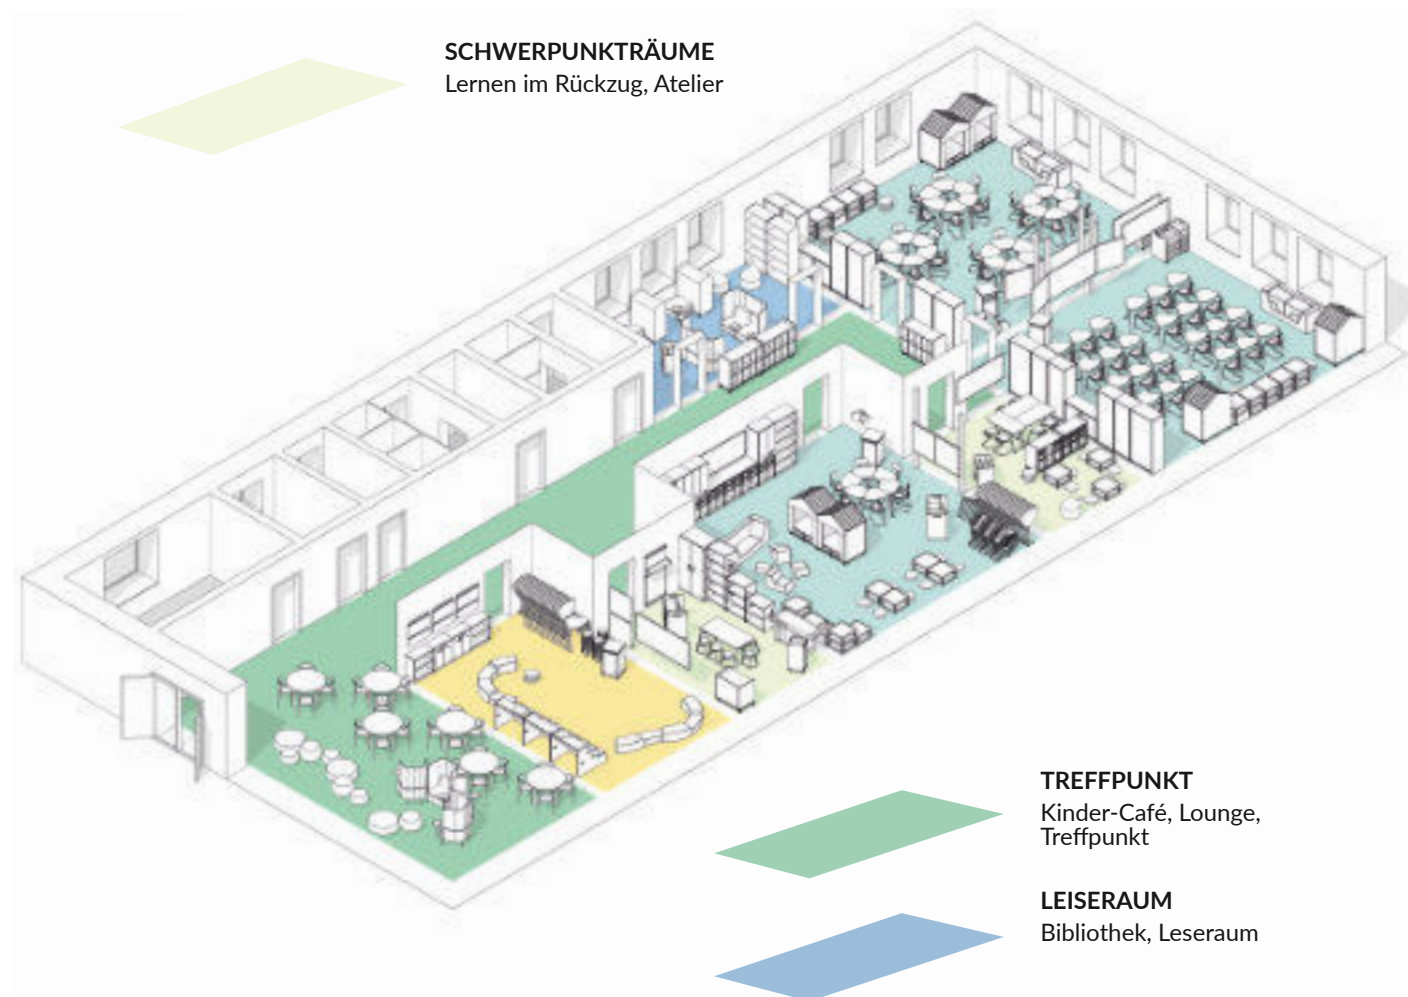 SCHWERPUNKTRÄUME
Lernen im Rückzug, Atelier
TREFFPUNKT
Kinder-Café, Lounge,
Treffpunkt
LEISERAUM
Bibliothek, Leseraum